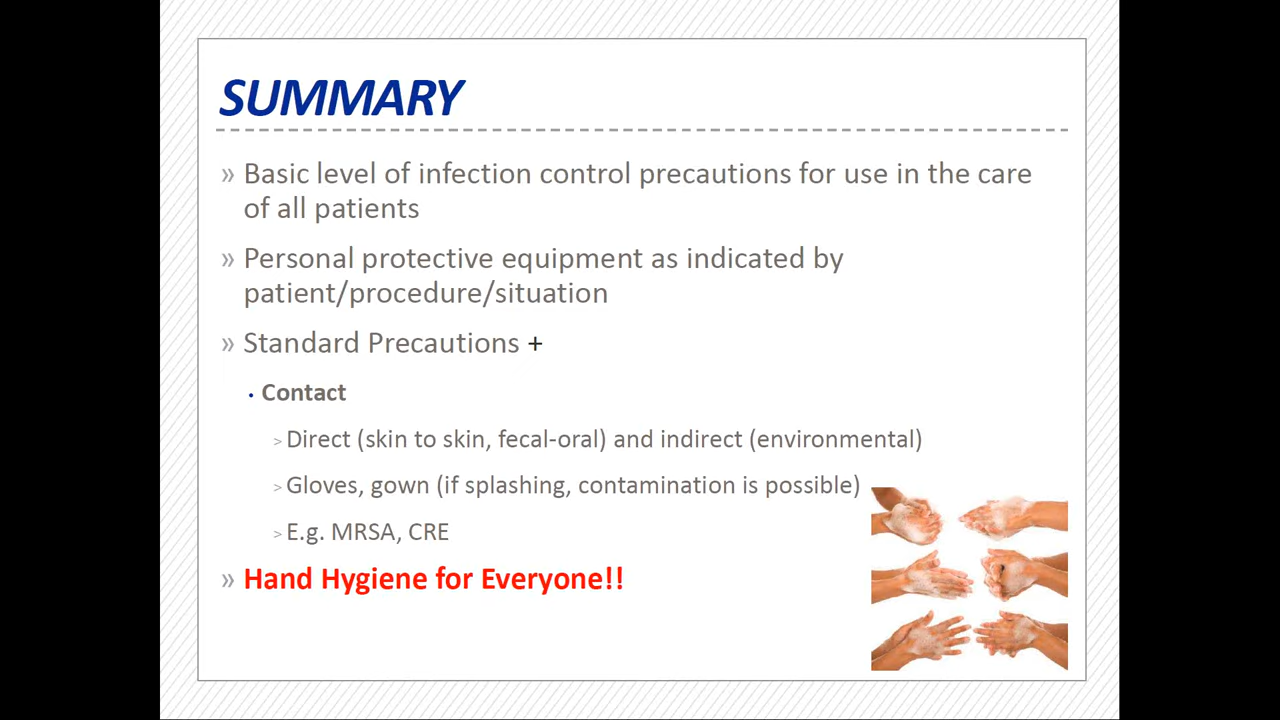 SUMMARY
» Basic level of infection control precautions for use in the care
of all patients
» Personal protective equipment as indicated by
patient/procedure/situation
» Standard Precautions +
• Contact
> Direct (skin to skin, fecal-oral) and indirect (environmental)
> Gloves, gown (if splashing, contamination is possible)
> E.g. MRSA, CRE
» Hand Hygiene for Everyone!!